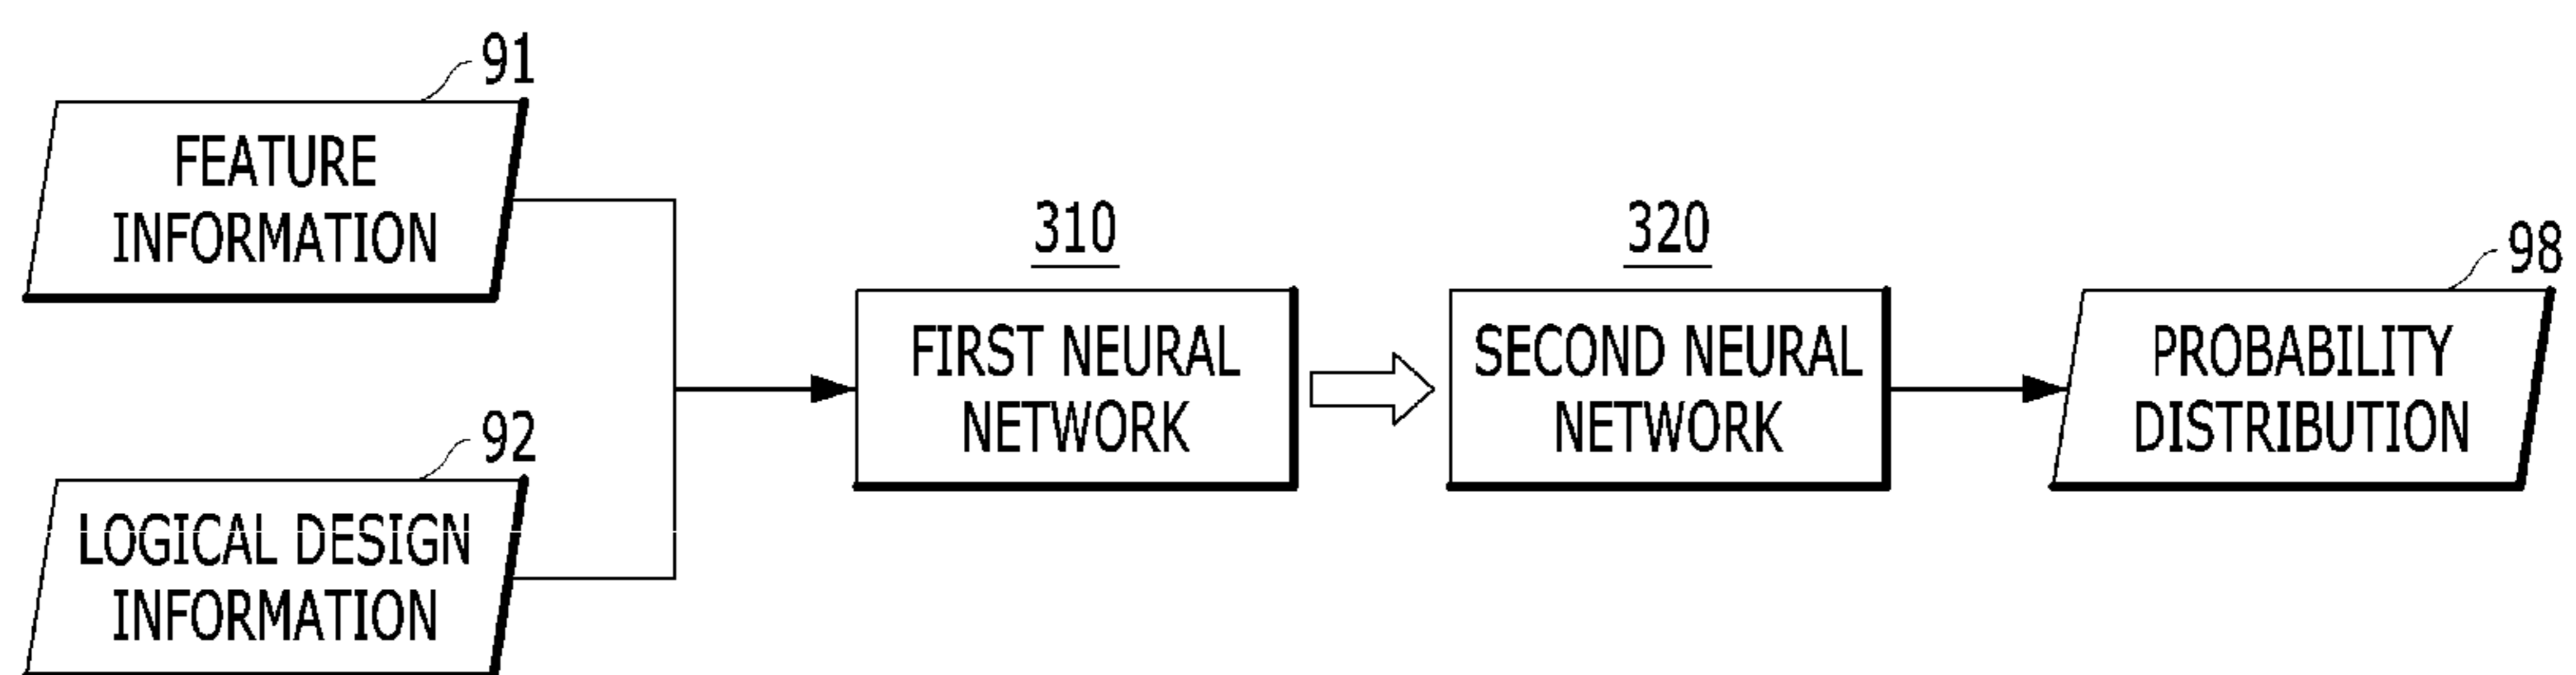 91
FEATURE
INFORMATION
92
LOGICAL DESIGN
INFORMATION
310
FIRST NEURAL
NETWORK
320
SECOND NEURAL
NETWORK
98
PROBABILITY
DISTRIBUTION